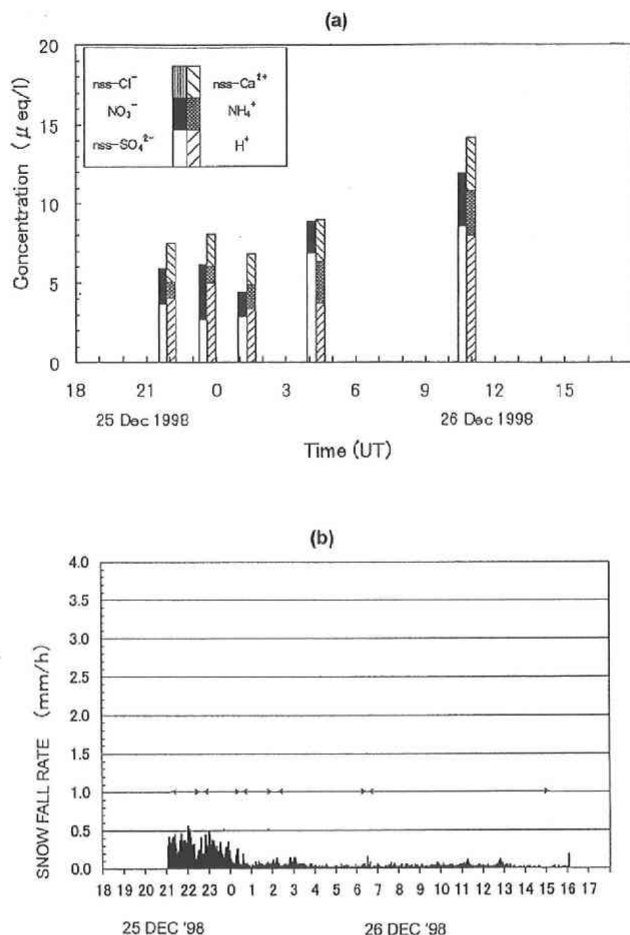 (a)
20
15
10
5
0
Concentration (μeq/l)
nss-Cl⁻ nss-Ca²⁺
NO₃⁻ NH₄⁺
nss-SO₄²⁻ H⁺
18 21 0 3 6 9 12 15
25 Dec 1998 26 Dec 1998
Time (UT)
(b)
4.0
3.5
3.0
2.5
2.0
1.5
1.0
0.5
0.0
SNOW FALL RATE (mm/h)
18 19 20 21 22 23 0 1 2 3 4 5 6 7 8 9 10 11 12 13 14 15 16 17
25 DEC '98 26 DEC '98